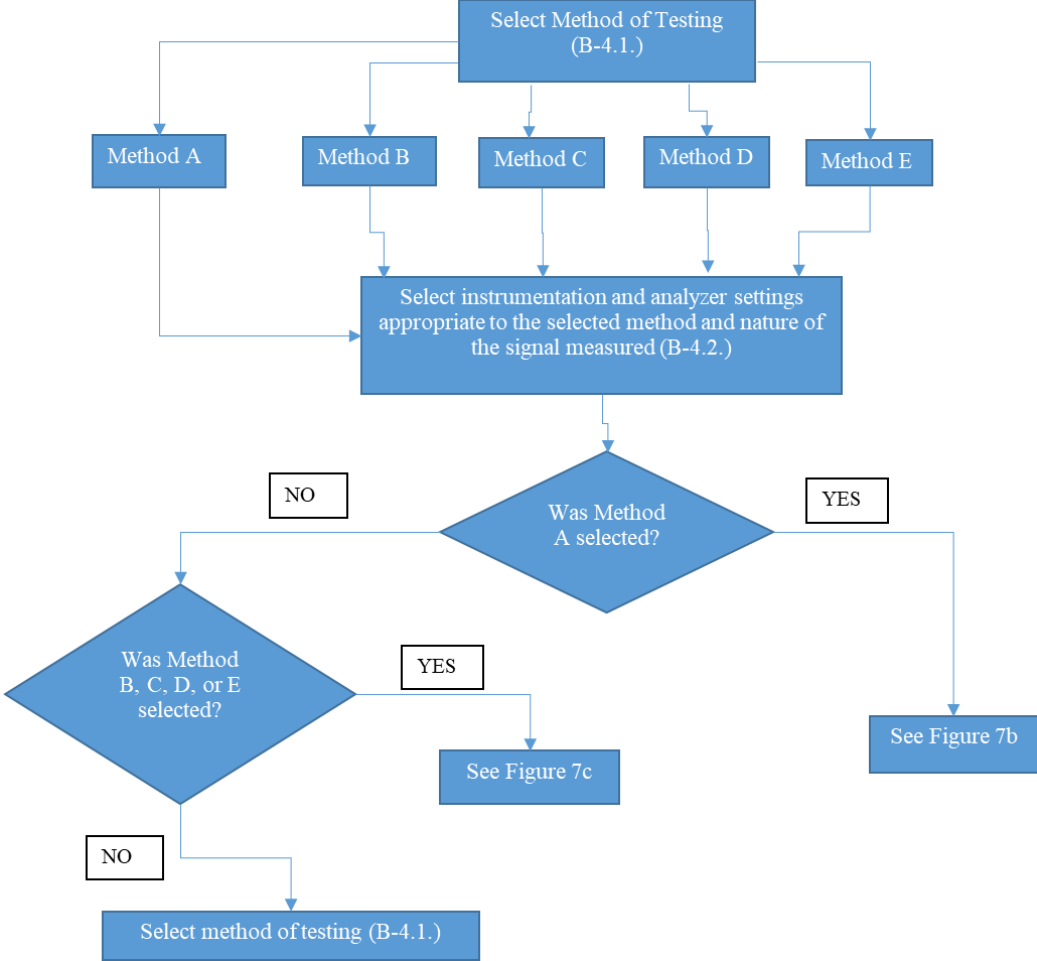 Select Method of Testing
(B-4.1.)
Method A
Method B
Method C
Method D
Method E
Select instrumentation and analyzer settings
appropriate to the selected method and nature of
the signal measured (B-4.2.)
NO
YES
Was Method
A selected?
Was Method
B, C, D, or E
selected?
YES
See Figure 7b
See Figure 7c
NO
Select method of testing (B-4.1.)